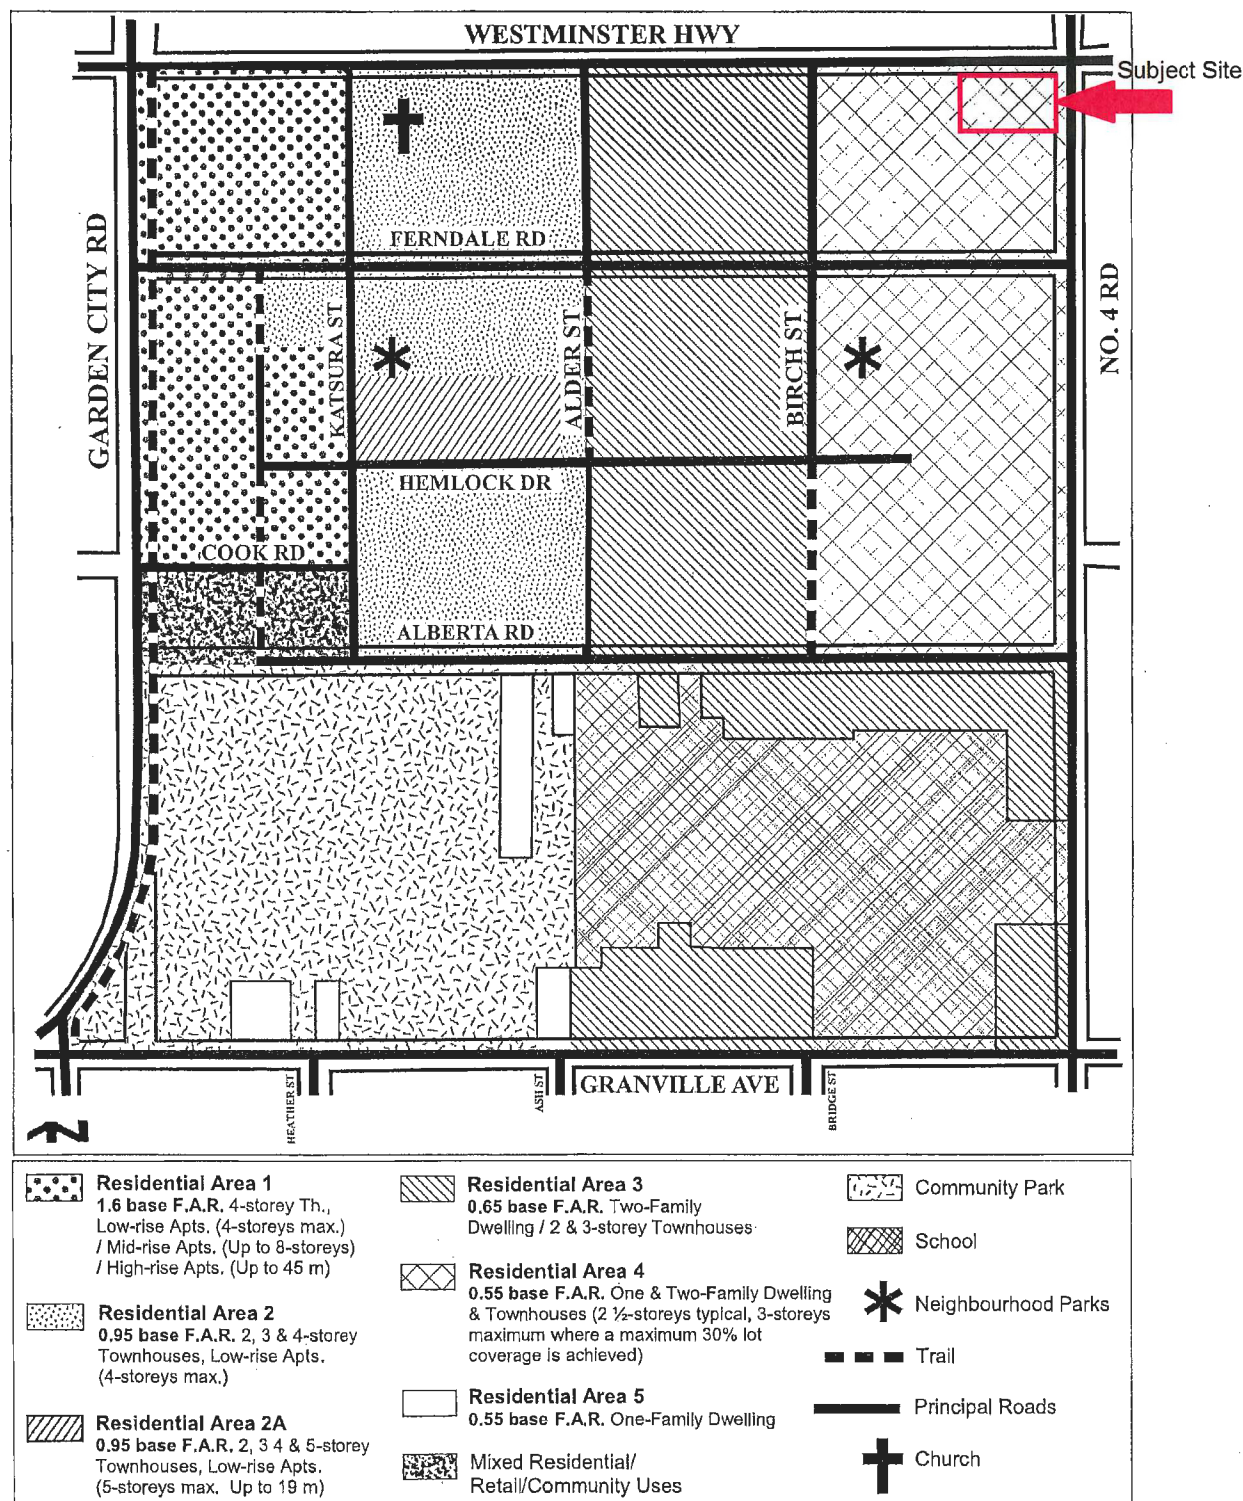 WESTMINSTER HWY
Subject Site
GARDEN CITY RD
FERNDALE RD
KATSURA ST
ALDER ST
BIRCH ST
NO. 4 RD
HEMLOCK DR
COOK RD
ALBERTA RD
HEATHER ST
ASH ST
GRANVILLE AVE
BRIDGE ST
Z
Residential Area 1
1.6 base F.A.R. 4-storey Th.,
Low-rise Apts. (4-storeys max.)
/ Mid-rise Apts. (Up to 8-storeys)
/ High-rise Apts. (Up to 45 m)
Residential Area 2
0.95 base F.A.R. 2, 3 & 4-storey
Townhouses, Low-rise Apts.
(4-storeys max.)
Residential Area 2A
0.95 base F.A.R. 2, 3 4 & 5-storey
Townhouses, Low-rise Apts.
(5-storeys max. Up to 19 m)
Residential Area 3
0.65 base F.A.R. Two-Family
Dwelling / 2 & 3-storey Townhouses
Residential Area 4
0.55 base F.A.R. One & Two-Family Dwelling
& Townhouses (2 ½-storeys typical, 3-storeys
maximum where a maximum 30% lot
coverage is achieved)
Residential Area 5
0.55 base F.A.R. One-Family Dwelling
Mixed Residential/
Retail/Community Uses
Community Park
School
Neighbourhood Parks
Trail
Principal Roads
Church